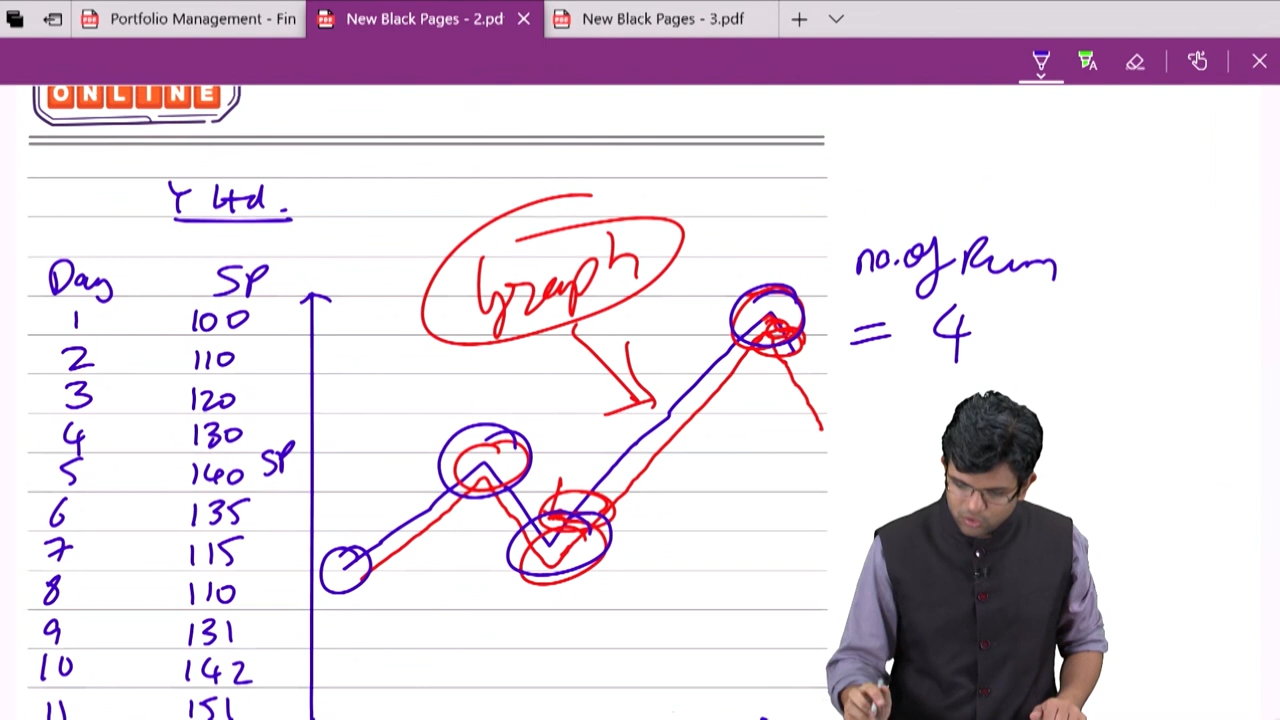 Portfolio Management - Fin
New Black Pages - 2.pd
New Black Pages - 3.pdf
ONLINE
Y Ltd.
Day SP
1 100
2 110
3 120
4 130
5 140
6 135
7 115
8 110
9 131
10 142
11 151
SP
Graph
no. of Runs
= 4